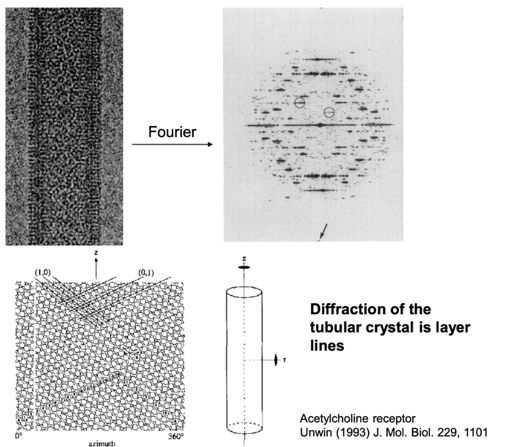 Fourier
z
(1,0)
(0,1)
0°
360°
azimuth
z
r
Diffraction of the
tubular crystal is layer
lines
Acetylcholine receptor
Unwin (1993) J. Mol. Biol. 229, 1101